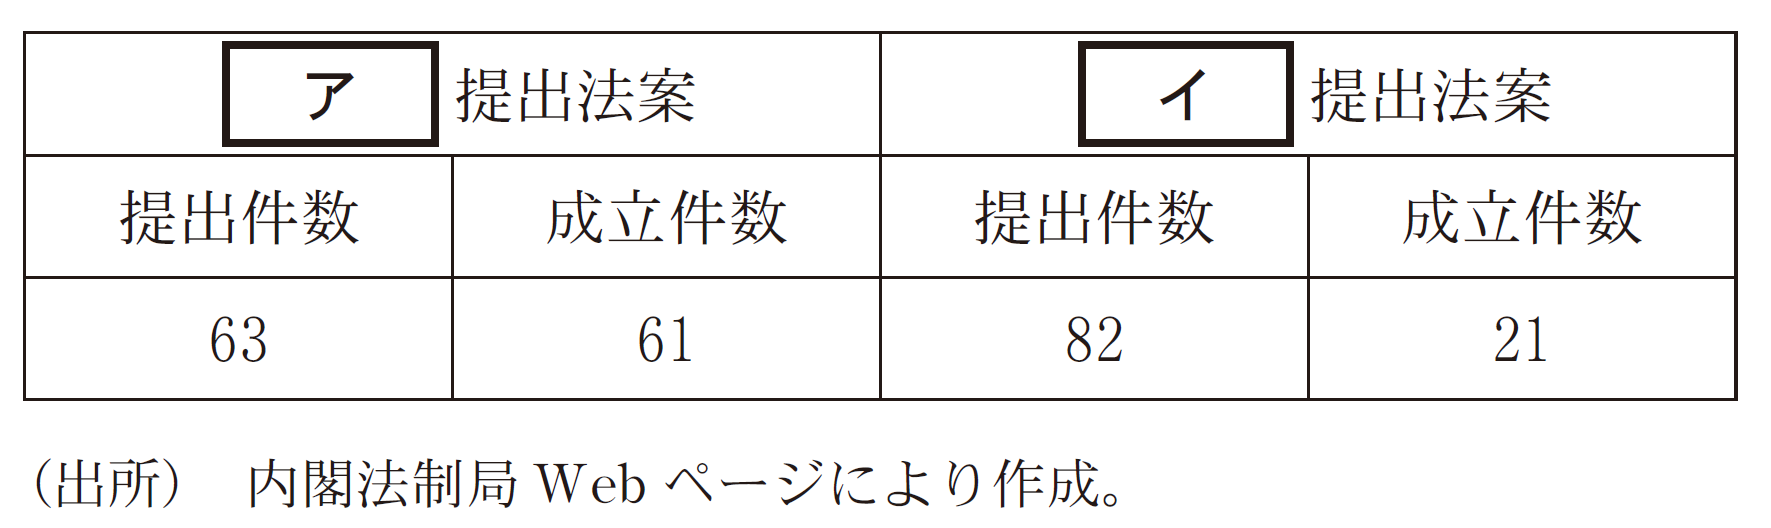 ア 提出法案 イ 提出法案
提出件数 成立件数 提出件数 成立件数
63 61 82 21
（出所） 内閣法制局 Web ページにより作成。